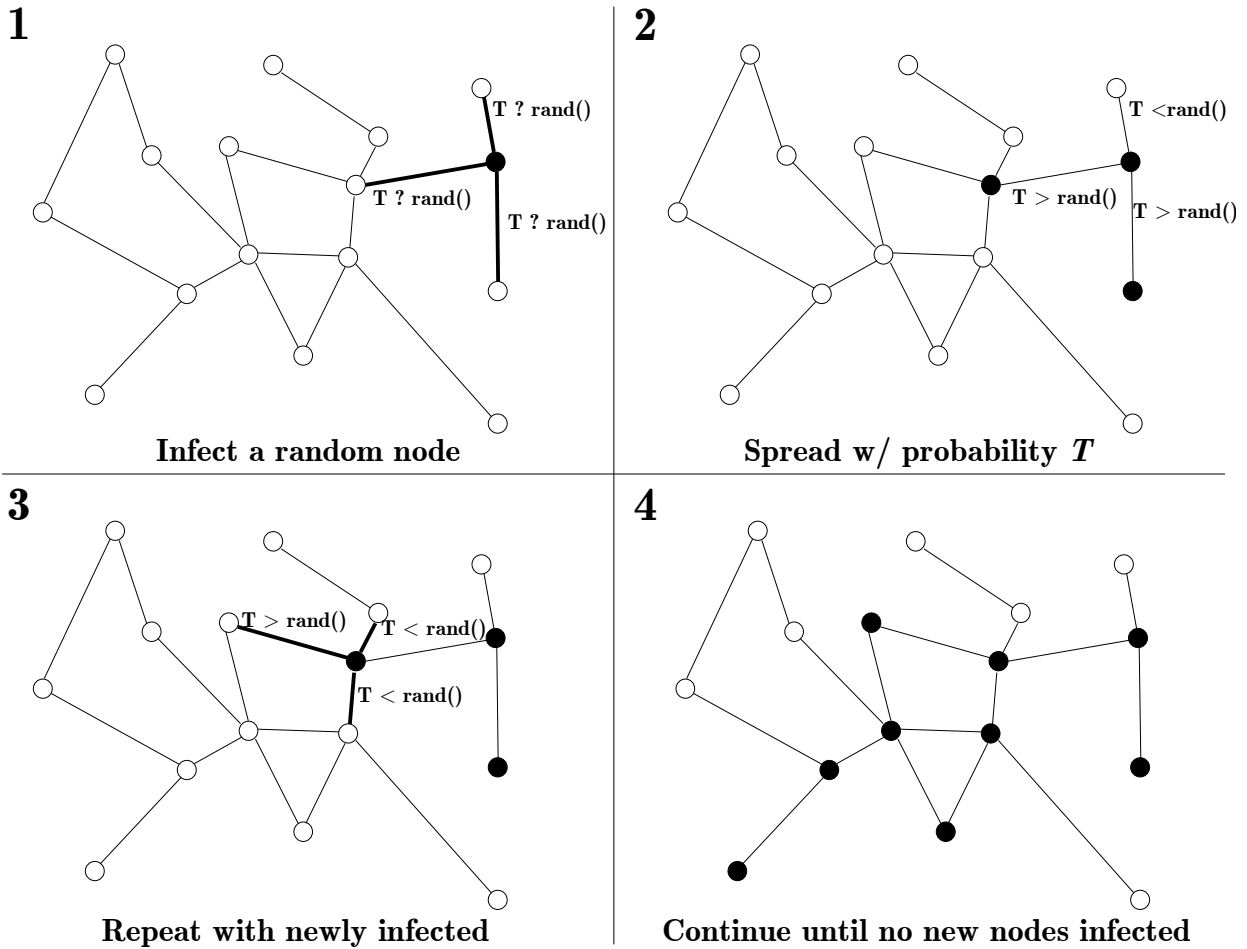 1
T ? rand()
T ? rand()
T ? rand()
Infect a random node
2
T <rand()
T > rand()
T > rand()
Spread w/ probability T
3
T > rand()
T < rand()
T < rand()
Repeat with newly infected
4
Continue until no new nodes infected